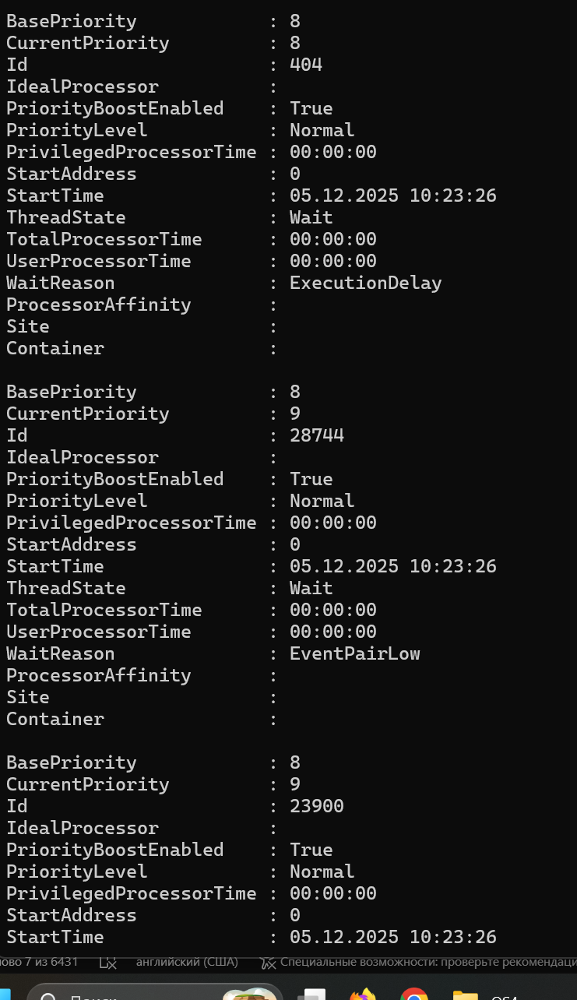 BasePriority : 8
CurrentPriority : 8
Id : 404
IdealProcessor :
PriorityBoostEnabled : True
PriorityLevel : Normal
PrivilegedProcessorTime : 00:00:00
StartAddress : 0
StartTime : 05.12.2025 10:23:26
ThreadState : Wait
TotalProcessorTime : 00:00:00
UserProcessorTime : 00:00:00
WaitReason : ExecutionDelay
ProcessorAffinity :
Site :
Container :
BasePriority : 8
CurrentPriority : 9
Id : 28744
IdealProcessor :
PriorityBoostEnabled : True
PriorityLevel : Normal
PrivilegedProcessorTime : 00:00:00
StartAddress : 0
StartTime : 05.12.2025 10:23:26
ThreadState : Wait
TotalProcessorTime : 00:00:00
UserProcessorTime : 00:00:00
WaitReason : EventPairLow
ProcessorAffinity :
Site :
Container :
BasePriority : 8
CurrentPriority : 9
Id : 23900
IdealProcessor :
PriorityBoostEnabled : True
PriorityLevel : Normal
PrivilegedProcessorTime : 00:00:00
StartAddress : 0
StartTime : 05.12.2025 10:23:26
ово 7 из 6431 английский (США) Специальные возможности: проверьте рекомендаци
Поиск